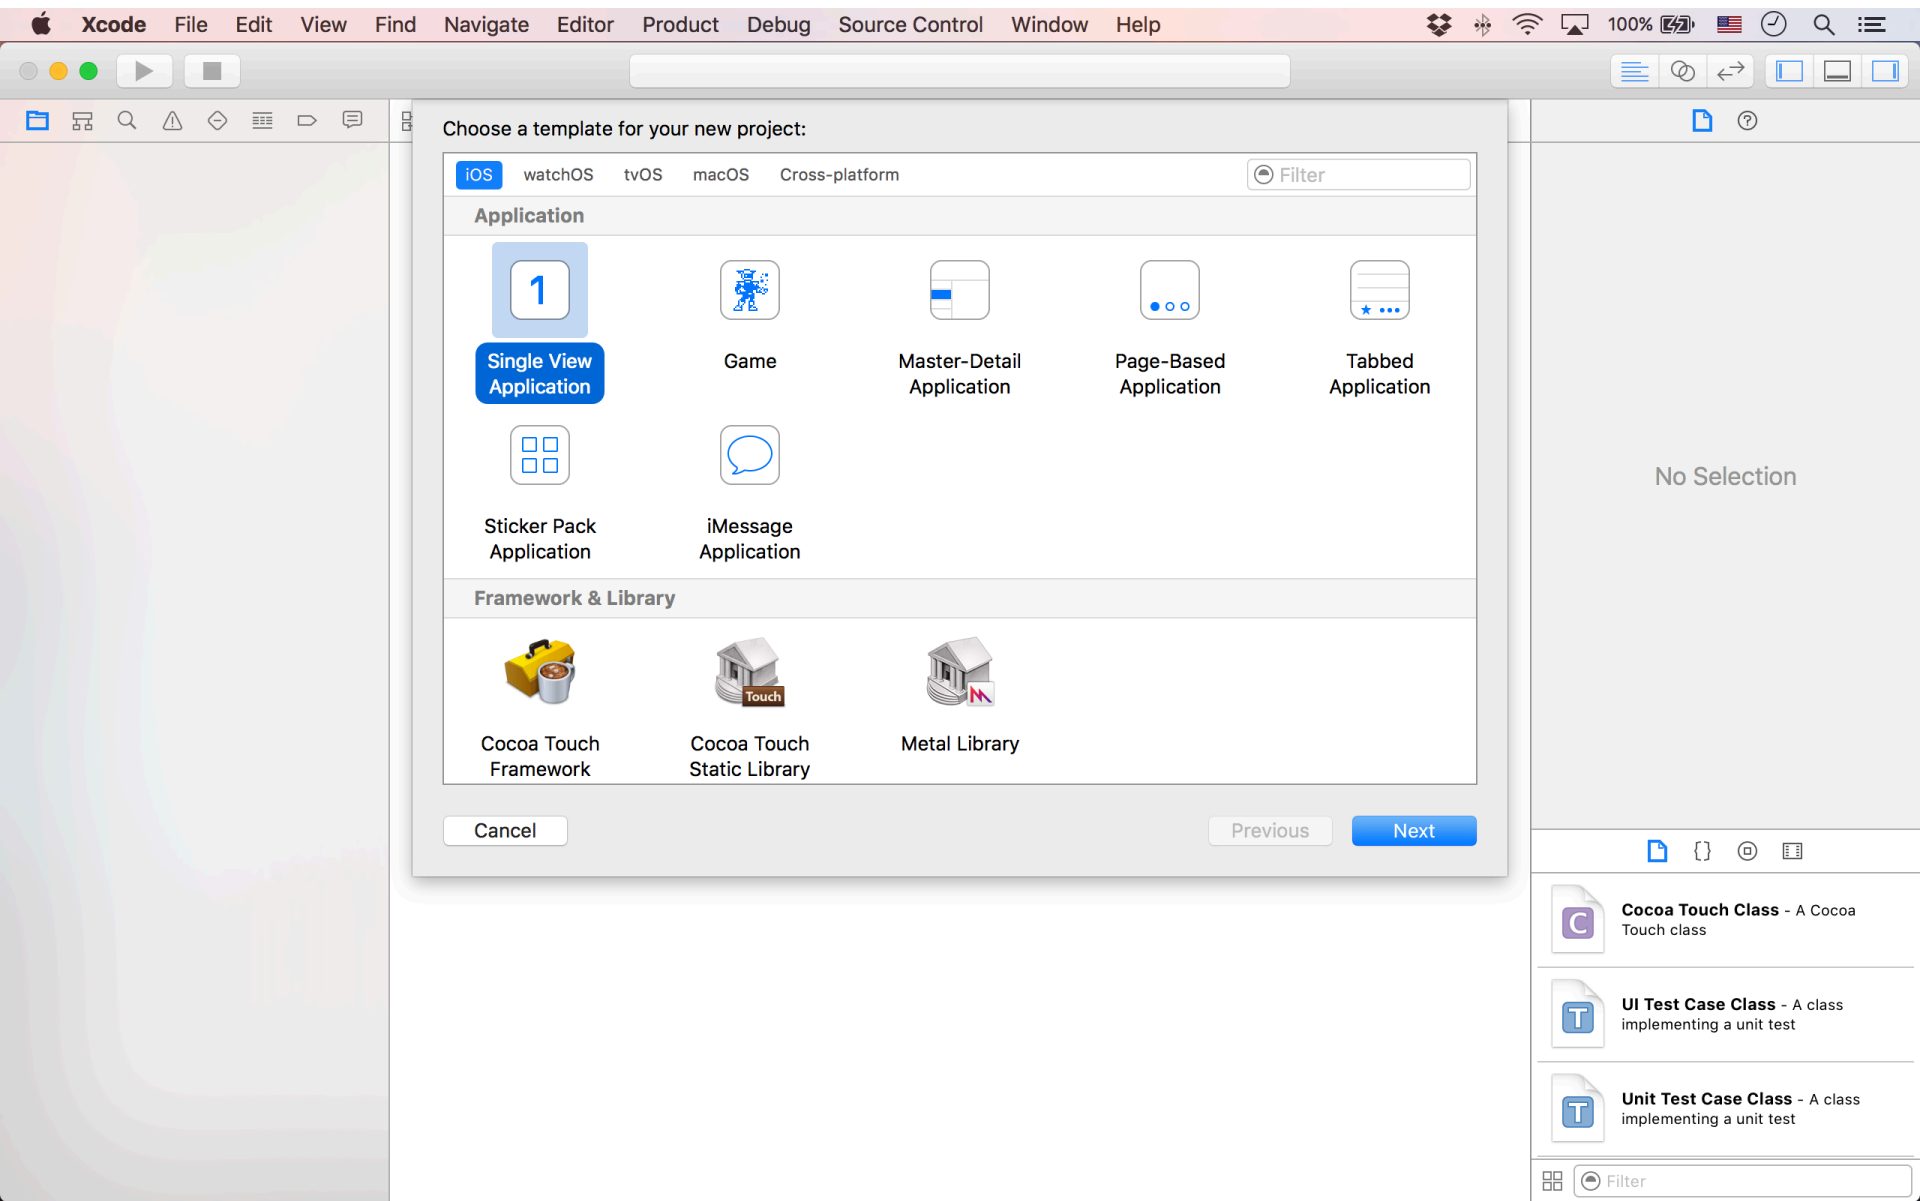 Xcode File Edit View Find Navigate Editor Product Debug Source Control Window Help 100%
Choose a template for your new project:
iOS watchOS tvOS macOS Cross-platform Filter
Application
1
Single View
Application
Game
Master-Detail
Application
Page-Based
Application
Tabbed
Application
Sticker Pack
Application
iMessage
Application
Framework & Library
Touch
Cocoa Touch
Framework
Cocoa Touch
Static Library
Metal Library
Cancel Previous Next
No Selection
{}
C
Cocoa Touch Class - A Cocoa
Touch class
T
UI Test Case Class - A class
implementing a unit test
T
Unit Test Case Class - A class
implementing a unit test
Filter